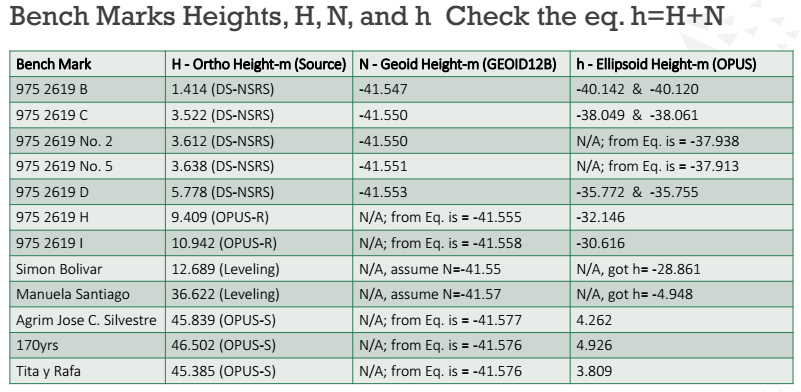 Bench Marks Heights, H, N, and h Check the eq. h=H+N
Bench Mark H - Ortho Height-m (Source) N - Geoid Height-m (GEOID12B) h - Ellipsoid Height-m (OPUS)
975 2619 B 1.414 (DS-NSRS) -41.547 -40.142 & -40.120
975 2619 C 3.522 (DS-NSRS) -41.550 -38.049 & -38.061
975 2619 No. 2 3.612 (DS-NSRS) -41.550 N/A; from Eq. is = -37.938
975 2619 No. 5 3.638 (DS-NSRS) -41.551 N/A; from Eq. is = -37.913
975 2619 D 5.778 (DS-NSRS) -41.553 -35.772 & -35.755
975 2619 H 9.409 (OPUS-R) N/A; from Eq. is = -41.555 -32.146
975 2619 I 10.942 (OPUS-R) N/A; from Eq. is = -41.558 -30.616
Simon Bolivar 12.689 (Leveling) N/A, assume N=-41.55 N/A, got h= -28.861
Manuela Santiago 36.622 (Leveling) N/A, assume N=-41.57 N/A, got h= -4.948
Agrim Jose C. Silvestre 45.839 (OPUS-S) N/A; from Eq. is = -41.577 4.262
170yrs 46.502 (OPUS-S) N/A; from Eq. is = -41.576 4.926
Tita y Rafa 45.385 (OPUS-S) N/A; from Eq. is = -41.576 3.809